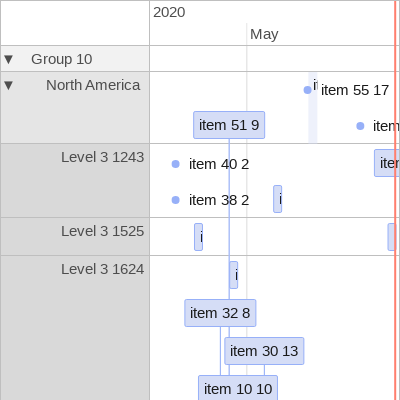 2020
May
▼ Group 10
▼ North America
item 55 17
item 51 9
item
Level 3 1243
item 40 2
item 38 2
i
Level 3 1525
i
Level 3 1624
i
item 32 8
item 30 13
item 10 10